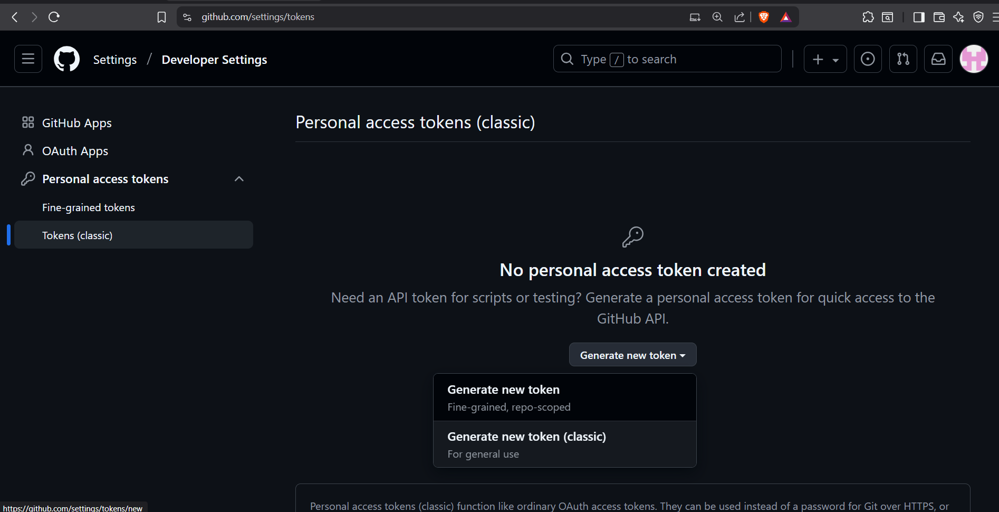 github.com/settings/tokens
Settings / Developer Settings
Type / to search
GitHub Apps
OAuth Apps
Personal access tokens
Fine-grained tokens
Tokens (classic)
Personal access tokens (classic)
No personal access token created
Need an API token for scripts or testing? Generate a personal access token for quick access to the
GitHub API.
Generate new token
Generate new token
Fine-grained, repo-scoped
Generate new token (classic)
For general use
Personal access tokens (classic) function like ordinary OAuth access tokens. They can be used instead of a password for Git over HTTPS, or
https://github.com/settings/tokens/new